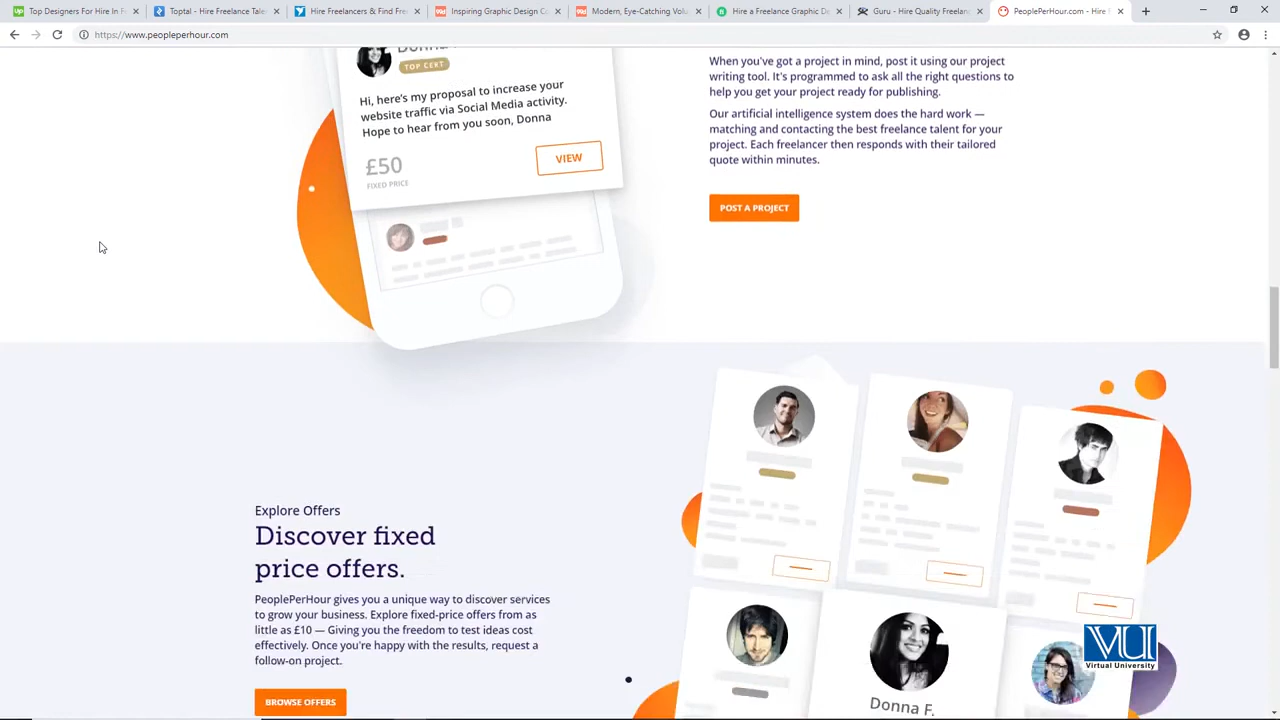 Top Designers For Hire In F
Toptal - Hire Freelance Talen
Hire Freelancers & Find Free
Inspiring Graphic Design Co
Modern, Eye-Catching Volu
Hire a Freelance Graphic De
Guru - Hire Quality Freelanc
PeoplePerHour.com - Hire F
https://www.peopleperhour.com
TOP CERT
Hi, here's my proposal to increase your
website traffic via Social Media activity.
Hope to hear from you soon, Donna
£50
FIXED PRICE
VIEW
When you've got a project in mind, post it using our project
writing tool. It's programmed to ask all the right questions to
help you get your project ready for publishing.
Our artificial intelligence system does the hard work —
matching and contacting the best freelance talent for your
project. Each freelancer then responds with their tailored
quote within minutes.
POST A PROJECT
Explore Offers
Discover fixed
price offers.
PeoplePerHour gives you a unique way to discover services
to grow your business. Explore fixed-price offers from as
little as £10 — Giving you the freedom to test ideas cost
effectively. Once you're happy with the results, request a
follow-on project.
BROWSE OFFERS
Donna F.
VU
Virtual University